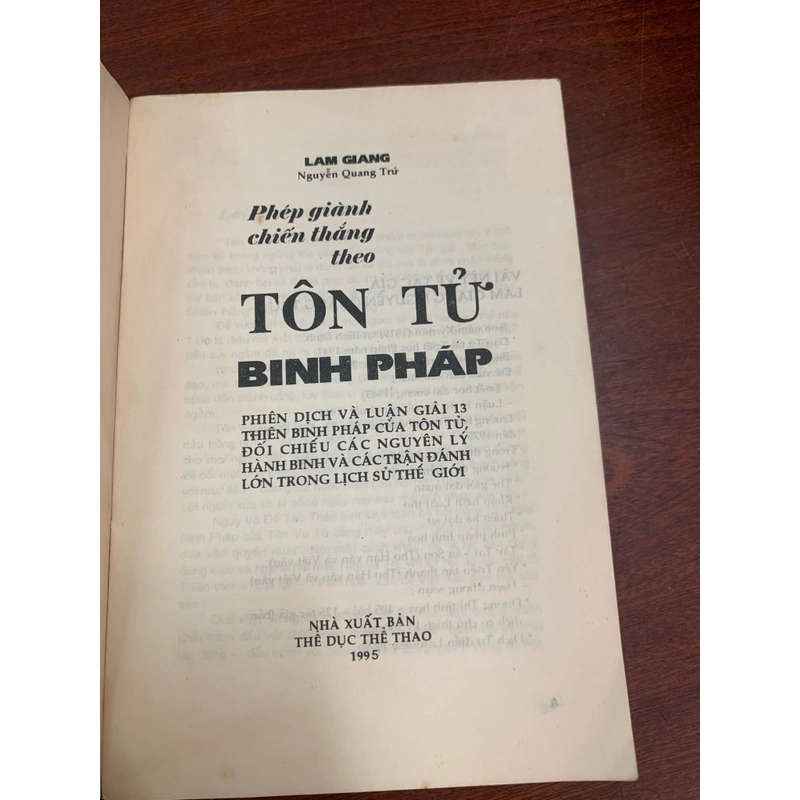 LAM GIANG
Nguyễn Quang Trứ
Phép giành
chiến thắng
theo
TÔN TỬ
BINH PHÁP
PHIÊN DỊCH VÀ LUẬN GIẢI 13
THIÊN BINH PHÁP CỦA TÔN TỬ,
ĐỐI CHIẾU CÁC NGUYÊN LÝ
HÀNH BINH VÀ CÁC TRẬN ĐÁNH
LỚN TRONG LỊCH SỬ THẾ GIỚI
NHÀ XUẤT BẢN
THỂ DỤC THỂ THAO
1995